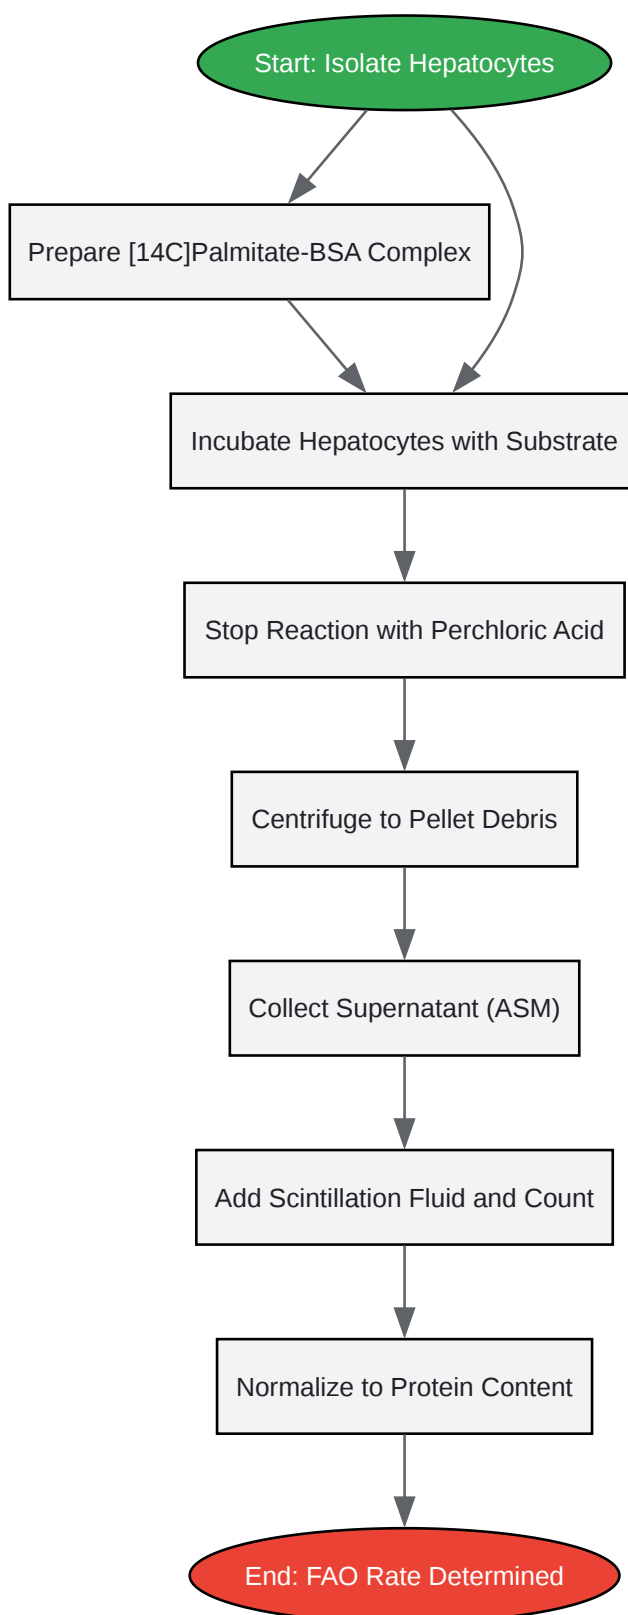 Start: Isolate Hepatocytes
Prepare [14C]Palmitate-BSA Complex
Incubate Hepatocytes with Substrate
Stop Reaction with Perchloric Acid
Centrifuge to Pellet Debris
Collect Supernatant (ASM)
Add Scintillation Fluid and Count
Normalize to Protein Content
End: FAO Rate Determined